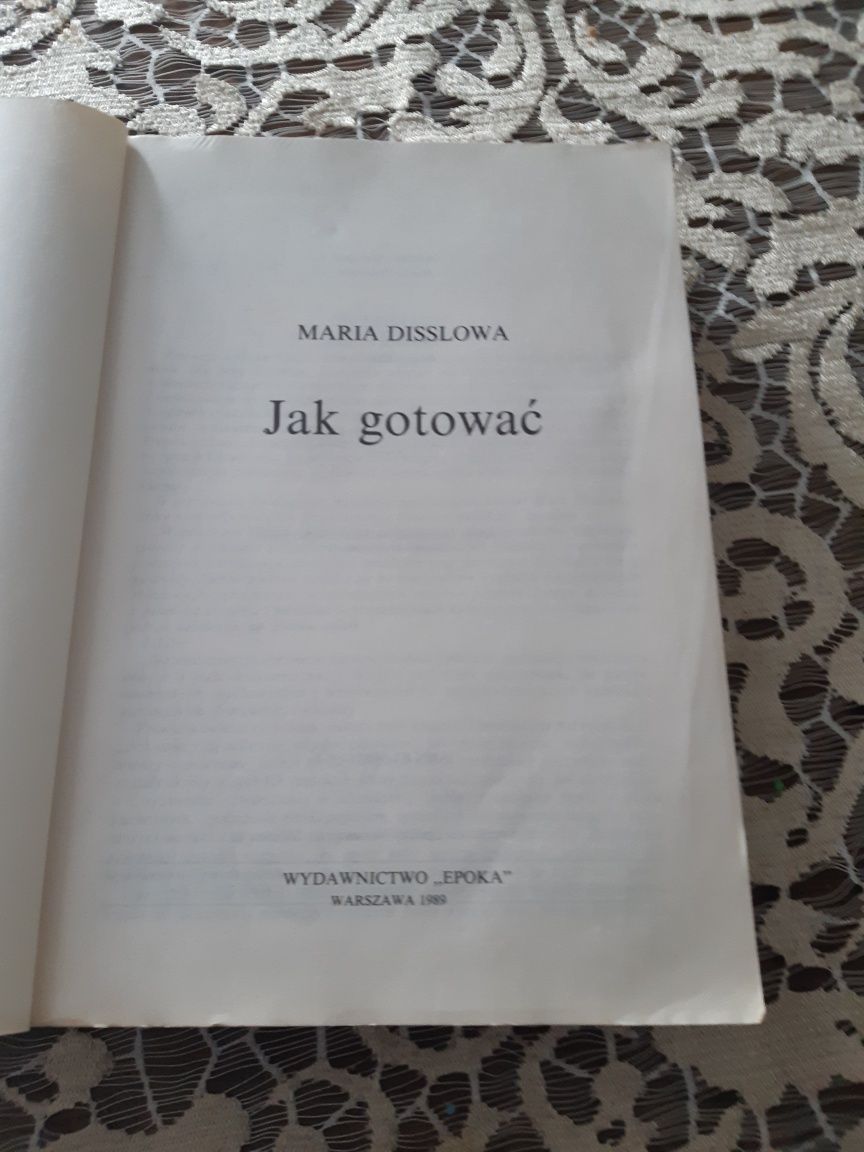 MARIA DISSLOWA
Jak gotować
WYDAWNICTWO „EPOKA”
WARSZAWA 1989